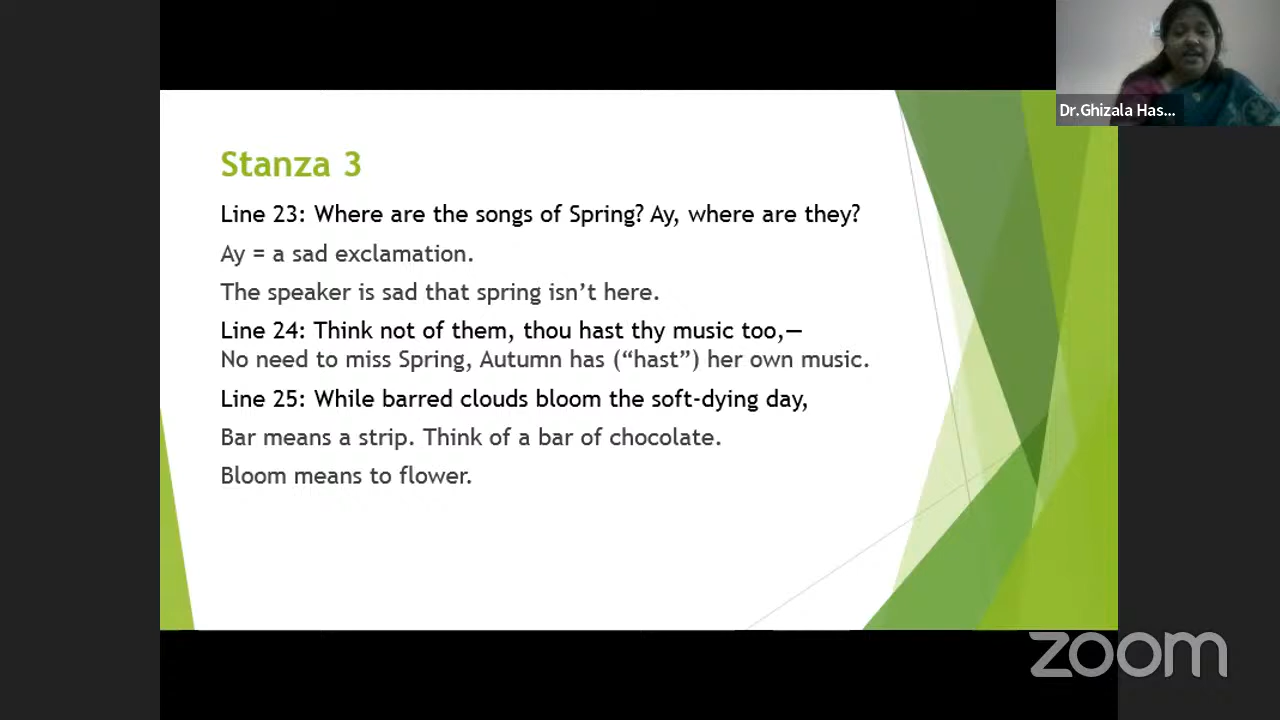 Dr.Ghizala Has...
Stanza 3
Line 23: Where are the songs of Spring? Ay, where are they?
Ay = a sad exclamation.
The speaker is sad that spring isn’t here.
Line 24: Think not of them, thou hast thy music too,—
No need to miss Spring, Autumn has (“hast”) her own music.
Line 25: While barred clouds bloom the soft-dying day,
Bar means a strip. Think of a bar of chocolate.
Bloom means to flower.
zoom